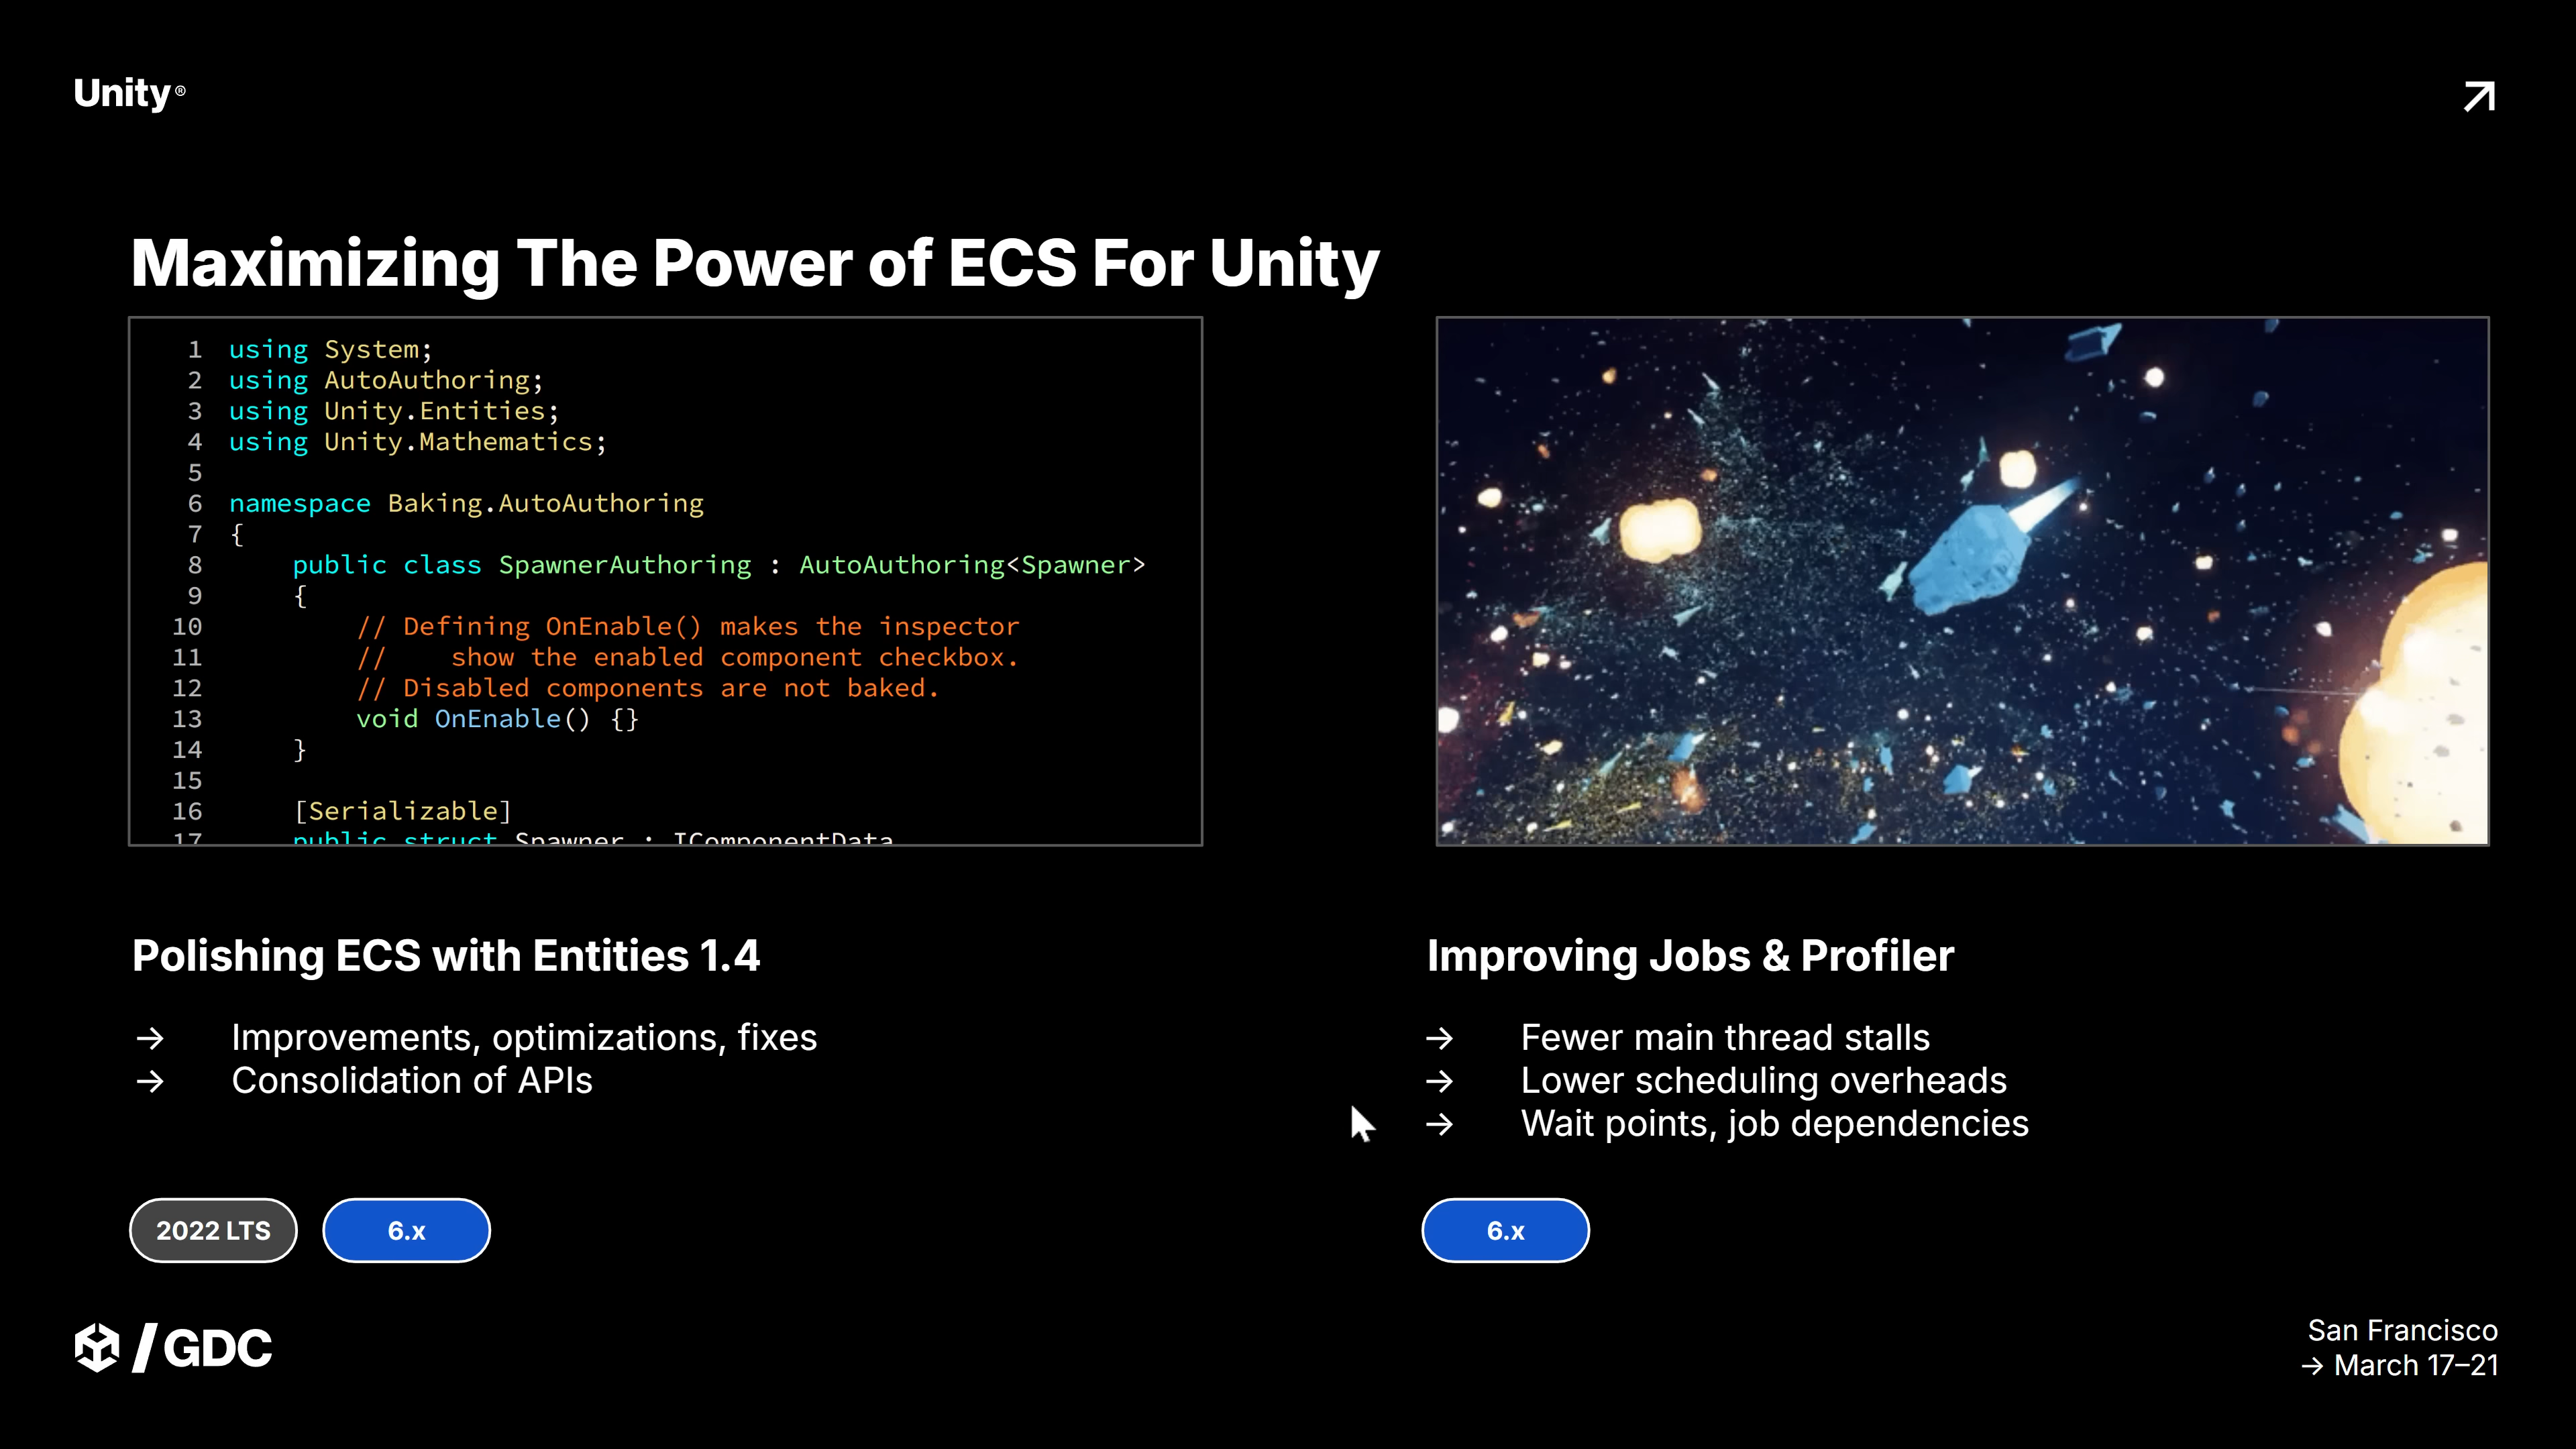 Unity®
Maximizing The Power of ECS For Unity
1 using System;
2 using AutoAuthoring;
3 using Unity.Entities;
4 using Unity.Mathematics;
5
6 namespace Baking.AutoAuthoring
7 {
8 public class SpawnerAuthoring : AutoAuthoring<Spawner>
9 {
10 // Defining OnEnable() makes the inspector
11 //    show the enabled component checkbox.
12 // Disabled components are not baked.
13 void OnEnable() {}
14 }
15
16 [Serializable]
17 public struct Spawner : IComponentData
Polishing ECS with Entities 1.4
→ Improvements, optimizations, fixes
→ Consolidation of APIs
2022 LTS
6.x
Improving Jobs & Profiler
→ Fewer main thread stalls
→ Lower scheduling overheads
→ Wait points, job dependencies
6.x
/GDC
San Francisco
→ March 17–21